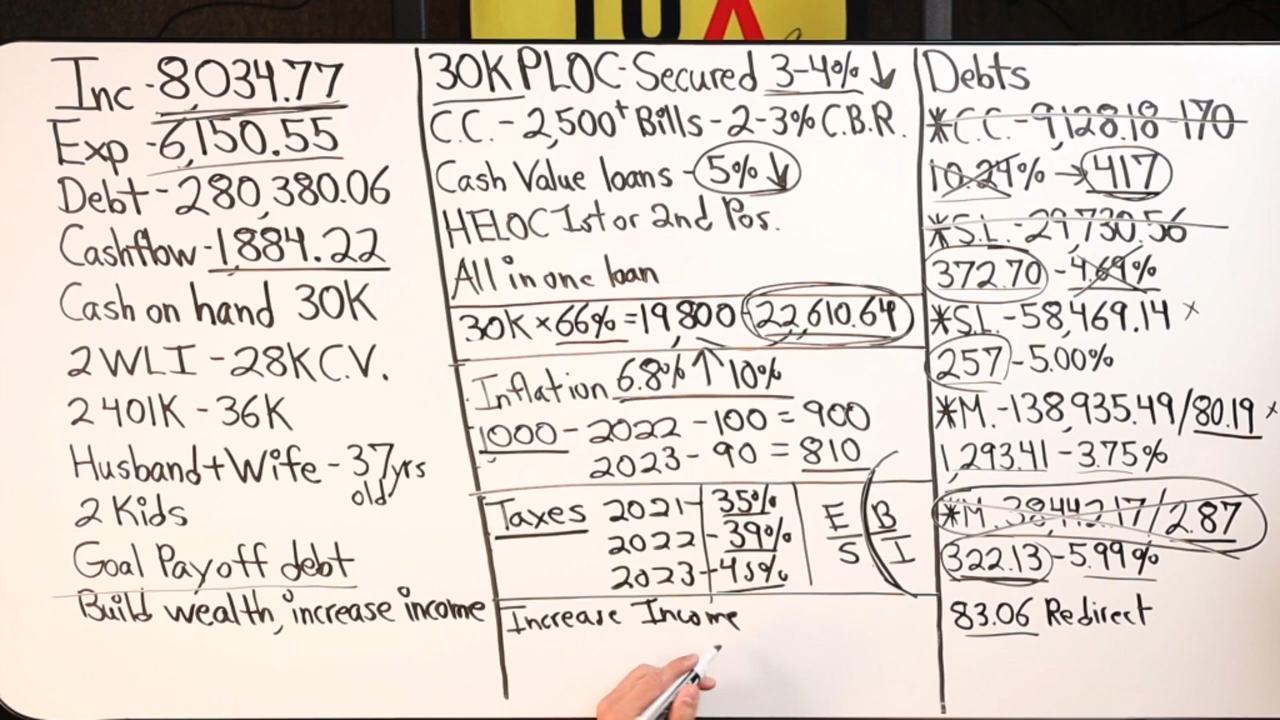 10X
Inc - 8,034.77
Exp - 6,150.55
Debt - 280,380.06
Cashflow - 1,884.22
Cash on hand 30K
2 WLI - 28K C.V.
2 401K - 36K
Husband + Wife - 37 yrs old
2 Kids
Goal Payoff debt
Build wealth, increase income
30K PLOC - Secured 3-4% ↓
C.C. - 2,500+ Bills - 2-3% C.B.R.
Cash Value loans - 5% ↓
HELOC 1st or 2nd Pos.
All in one loan
30K × 66% = 19,800 - 22,610.64
Inflation 6.8% ↑ 10%
1000 - 2022 - 100 = 900
2023 - 90 = 810
Taxes 2021 - 35%
2022 - 39%
2023 - 45%
E B
S I
Increase Income
Debts
*C.C. - 9,128.18 - 170
10.24% → 417
*S.L. - 29,730.56
372.70 - 4.69%
*S.L. - 58,469.14 ×
257 - 5.00%
*M. - 138,935.49 / 80.19 ×
1,293.41 - 3.75%
*M. 38,442.17 / 2.87
322.13 - 5.99%
83.06 Redirect